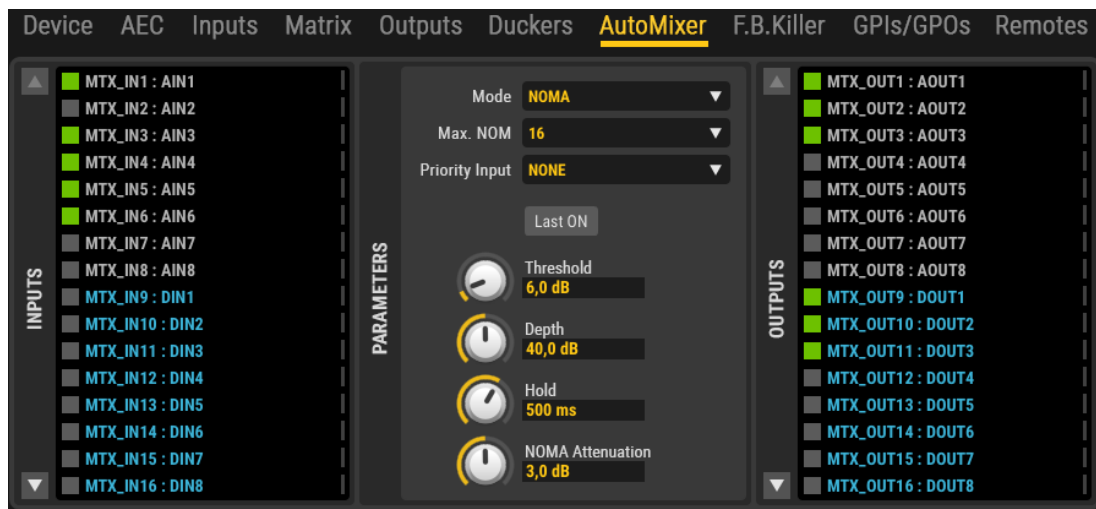 Device AEC Inputs Matrix Outputs Duckers AutoMixer F.B.Killer GPIs/GPOs Remotes
INPUTS
MTX_IN1 : AIN1
MTX_IN2 : AIN2
MTX_IN3 : AIN3
MTX_IN4 : AIN4
MTX_IN5 : AIN5
MTX_IN6 : AIN6
MTX_IN7 : AIN7
MTX_IN8 : AIN8
MTX_IN9 : DIN1
MTX_IN10 : DIN2
MTX_IN11 : DIN3
MTX_IN12 : DIN4
MTX_IN13 : DIN5
MTX_IN14 : DIN6
MTX_IN15 : DIN7
MTX_IN16 : DIN8
PARAMETERS
Mode NOMA
Max. NOM 16
Priority Input NONE
Last ON
Threshold
6,0 dB
Depth
40,0 dB
Hold
500 ms
NOMA Attenuation
3,0 dB
OUTPUTS
MTX_OUT1 : AOUT1
MTX_OUT2 : AOUT2
MTX_OUT3 : AOUT3
MTX_OUT4 : AOUT4
MTX_OUT5 : AOUT5
MTX_OUT6 : AOUT6
MTX_OUT7 : AOUT7
MTX_OUT8 : AOUT8
MTX_OUT9 : DOUT1
MTX_OUT10 : DOUT2
MTX_OUT11 : DOUT3
MTX_OUT12 : DOUT4
MTX_OUT13 : DOUT5
MTX_OUT14 : DOUT6
MTX_OUT15 : DOUT7
MTX_OUT16 : DOUT8